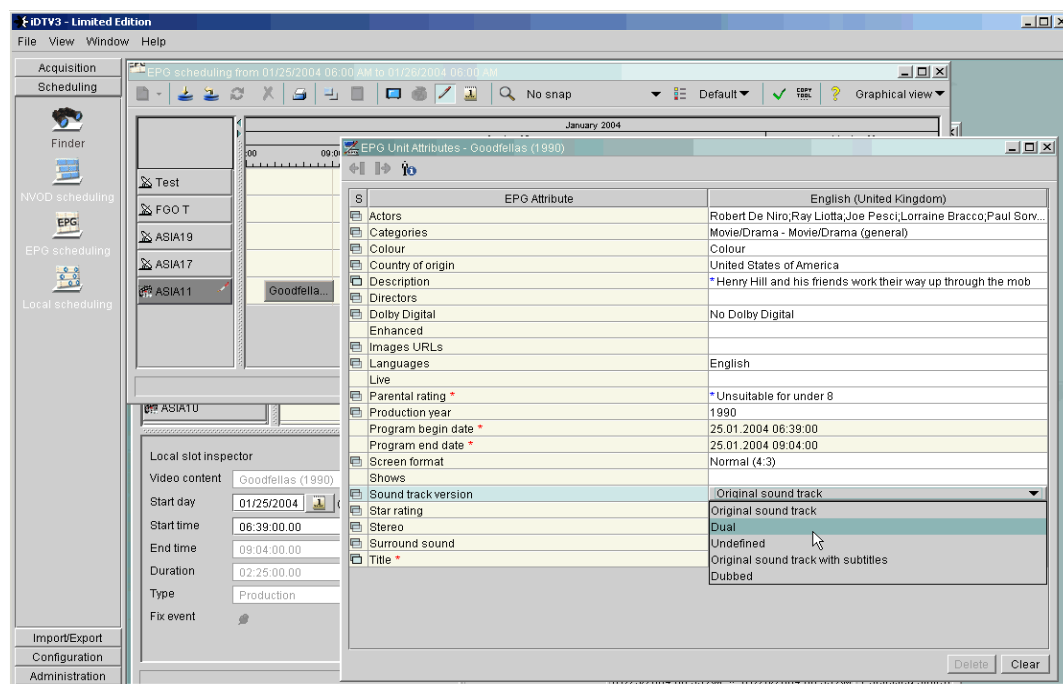 iDTV3 - Limited Edition
File View Window Help
Acquisition
Scheduling
Finder
NVOD scheduling
EPG
EPG scheduling
Local scheduling
Import/Export
Configuration
Administration
EPG scheduling from 01/25/2004 06:00 AM to 01/26/2004 06:00 AM
No snap
Default
COPY TOOL
Graphical view
January 2004
:00 09:0
Test
FGO T
ASIA19
ASIA17
ASIA11
Goodfella...
ASIA10
Local slot inspector
Video content Goodfellas (1990)
Start day 01/25/2004
Start time 06:39:00.00
End time 09:04:00.00
Duration 02:25:00.00
Type Production
Fix event
EPG Unit Attributes - Goodfellas (1990)
S EPG Attribute English (United Kingdom)
Actors Robert De Niro;Ray Liotta;Joe Pesci;Lorraine Bracco;Paul Sorv...
Categories Movie/Drama - Movie/Drama (general)
Colour Colour
Country of origin United States of America
Description * Henry Hill and his friends work their way up through the mob
Directors
Dolby Digital No Dolby Digital
Enhanced
Images URLs
Languages English
Live
Parental rating * * Unsuitable for under 8
Production year 1990
Program begin date * 25.01.2004 06:39:00
Program end date * 25.01.2004 09:04:00
Screen format Normal (4:3)
Shows
Sound track version Original sound track
Star rating Original sound track
Stereo Dual
Surround sound Undefined
Title * Original sound track with subtitles
Dubbed
Delete Clear